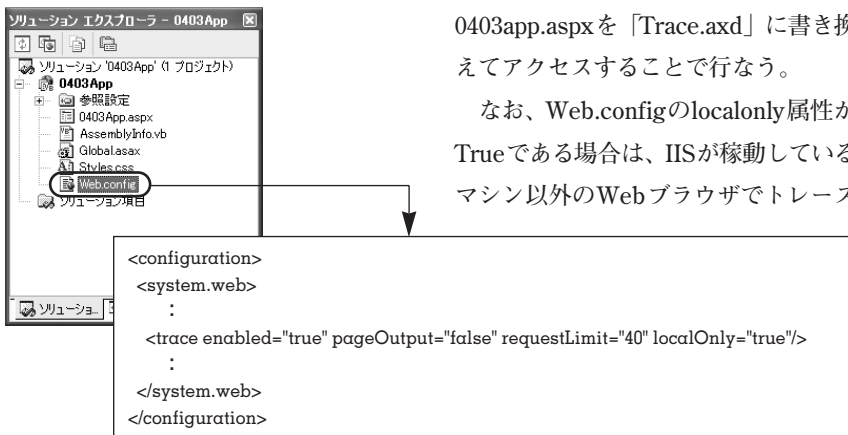 ソリューション エクスプローラ - 0403App
ソリューション '0403App' (1 プロジェクト)
0403App
参照設定
0403App.aspx
AssemblyInfo.vb
Global.asax
Styles.css
Web.config
ソリューション項目
ソリューショ...
0403app.aspxを「Trace.axd」に書き換
えてアクセスすることで行なう。
なお、Web.configのlocalonly属性が
Trueである場合は、IISが稼動している
マシン以外のWebブラウザでトレース
<configuration>
<system.web>
:
<trace enabled="true" pageOutput="false" requestLimit="40" localOnly="true"/>
:
</system.web>
</configuration>